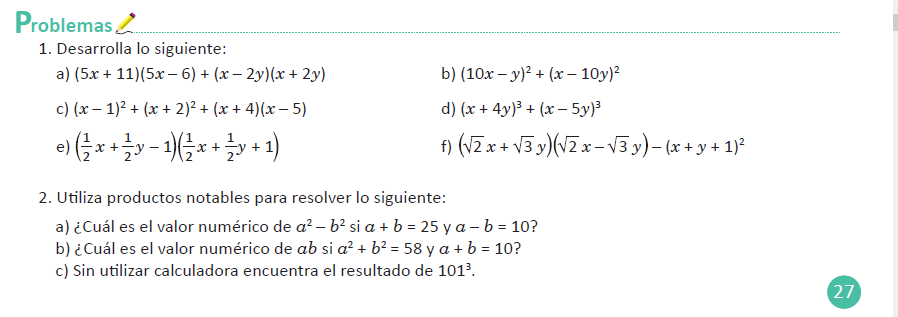 Problemas
1. Desarrolla lo siguiente:
a) (5x + 11)(5x – 6) + (x – 2y)(x + 2y)
b) (10x – y)² + (x – 10y)²
c) (x – 1)² + (x + 2)² + (x + 4)(x – 5)
d) (x + 4y)³ + (x – 5y)³
e) (1/2 x + 1/2 y – 1)(1/2 x + 1/2 y + 1)
f) (√2 x + √3 y)(√2 x – √3 y) – (x + y + 1)²
2. Utiliza productos notables para resolver lo siguiente:
a) ¿Cuál es el valor numérico de a² – b² si a + b = 25 y a – b = 10?
b) ¿Cuál es el valor numérico de ab si a² + b² = 58 y a + b = 10?
c) Sin utilizar calculadora encuentra el resultado de 101³.
27